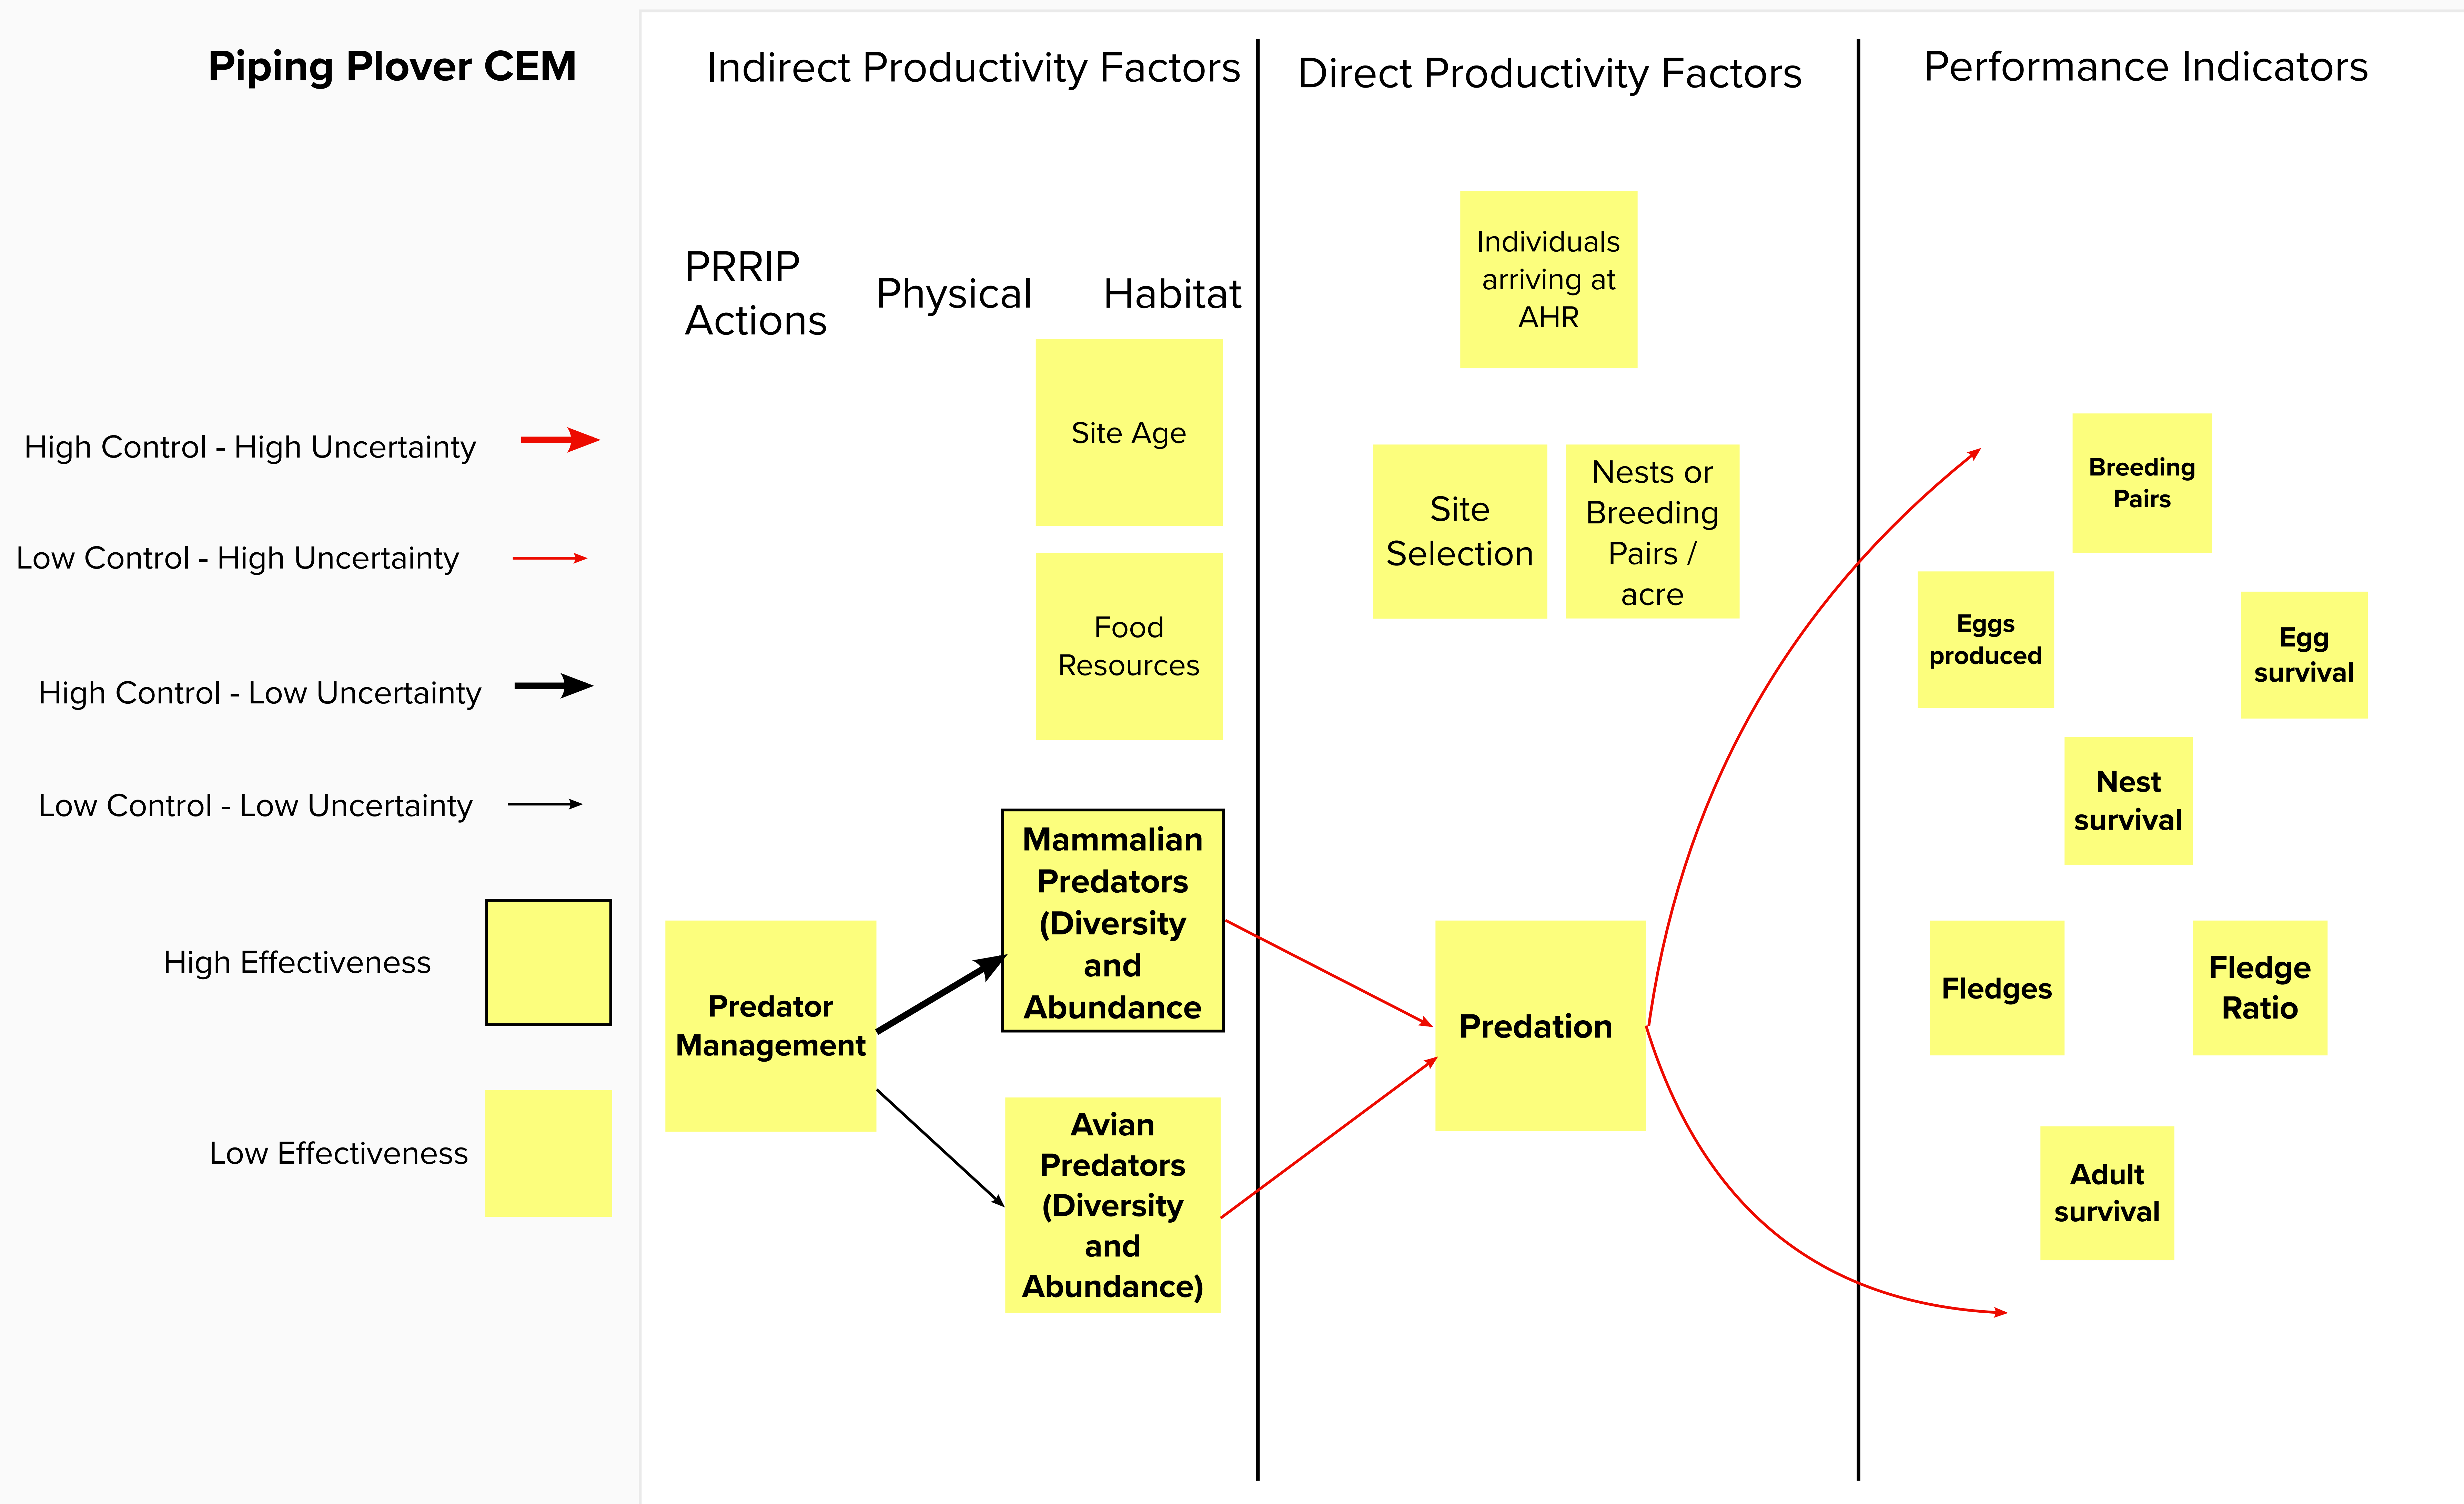 Piping Plover CEM
Indirect Productivity Factors
Direct Productivity Factors
Performance Indicators
High Control - High Uncertainty
Low Control - High Uncertainty
High Control - Low Uncertainty
Low Control - Low Uncertainty
High Effectiveness
Low Effectiveness
PRRIP
Actions
Physical
Habitat
Site Age
Food
Resources
Predator
Management
Mammalian
Predators
(Diversity
and
Abundance
Avian
Predators
(Diversity
and
Abundance)
Individuals
arriving at
AHR
Site
Selection
Nests or
Breeding
Pairs /
acre
Predation
Breeding
Pairs
Eggs
produced
Egg
survival
Nest
survival
Fledges
Fledge
Ratio
Adult
survival